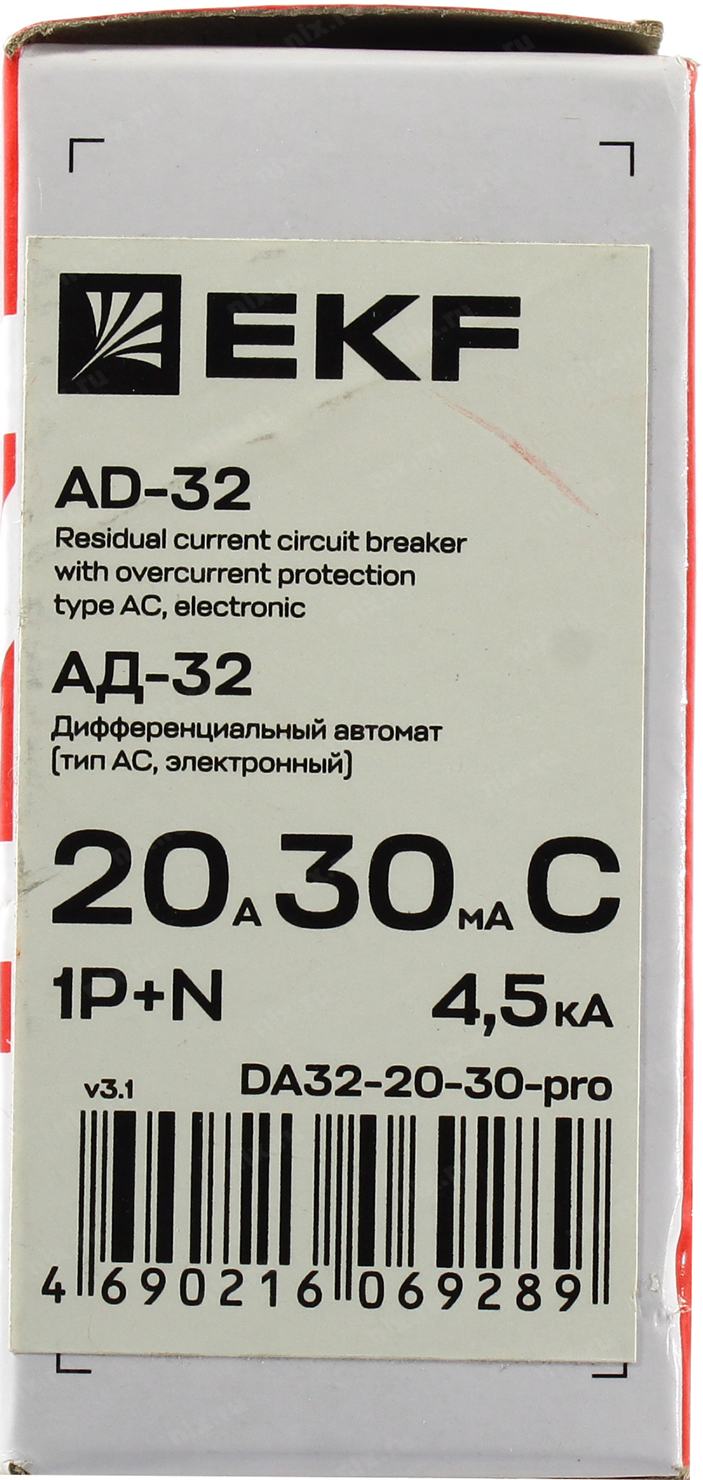 EKF
AD-32
Residual current circuit breaker
with overcurrent protection
type AC, electronic
АД-32
Дифференциальный автомат
(тип АС, электронный)
20А 30мА C
1P+N 4,5кА
v3.1 DA32-20-30-pro
4 690216 069289